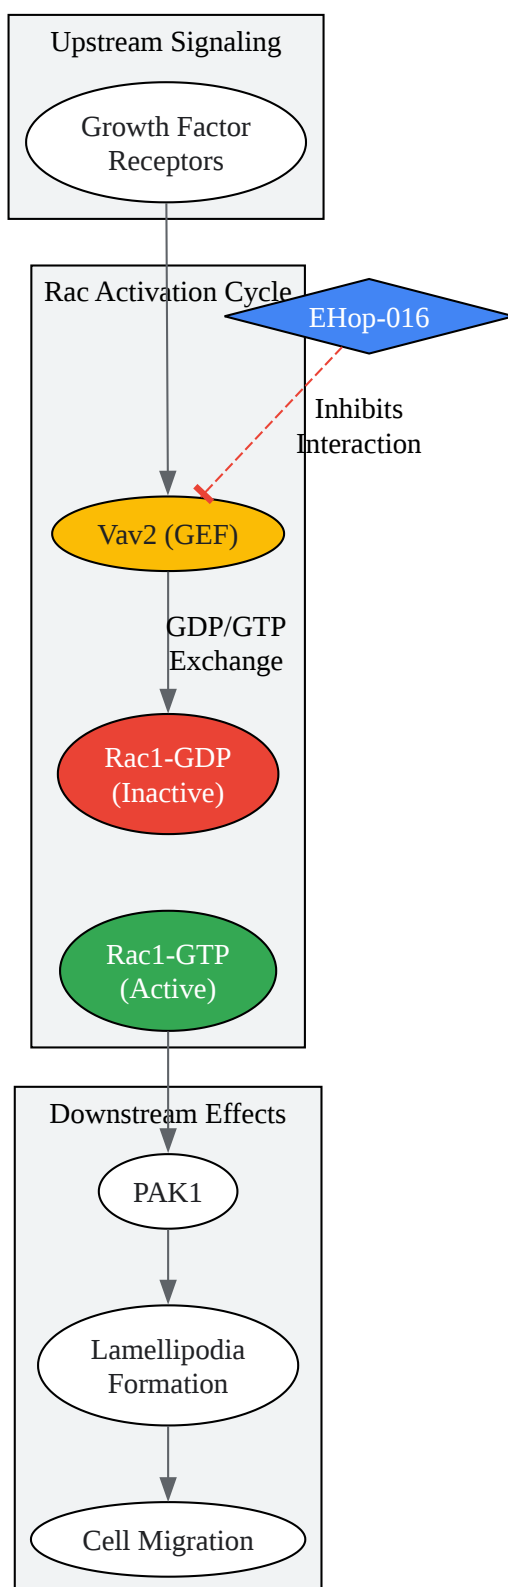 Upstream Signaling
Growth Factor
Receptors
Rac Activation Cycle
EHop-016
Inhibits
Interaction
Vav2 (GEF)
GDP/GTP
Exchange
Rac1-GDP
(Inactive)
Rac1-GTP
(Active)
Downstream Effects
PAK1
Lamellipodia
Formation
Cell Migration